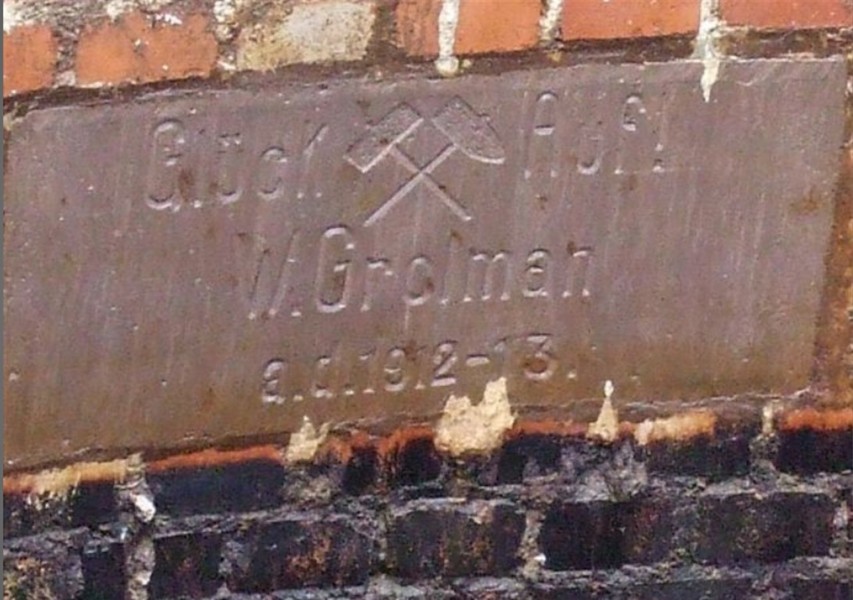 Glück Auf!
W. Grolman
a.d. 1912-13.